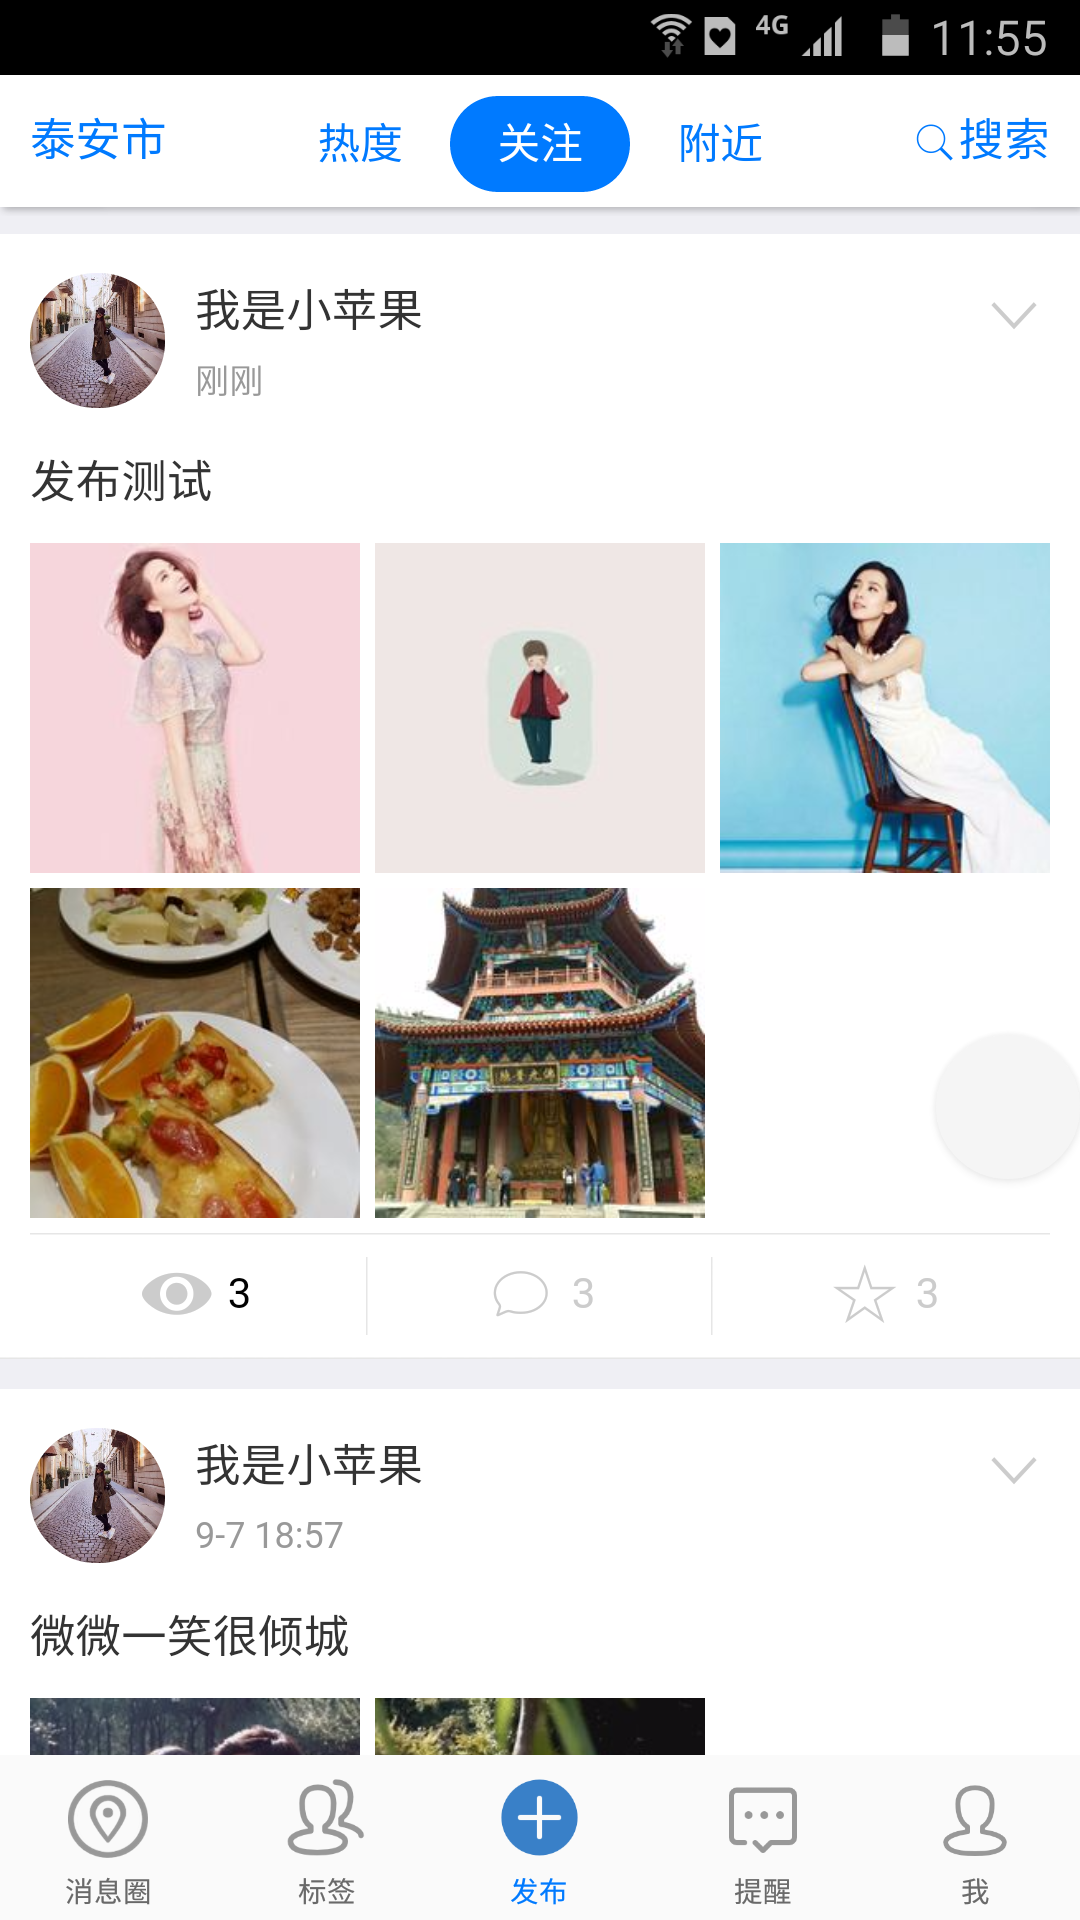 4G 11:55
泰安市 热度 关注 附近 搜索
我是小苹果
刚刚
发布测试
3 3 3
我是小苹果
9-7 18:57
微微一笑很倾城
消息圈 标签 发布 提醒 我